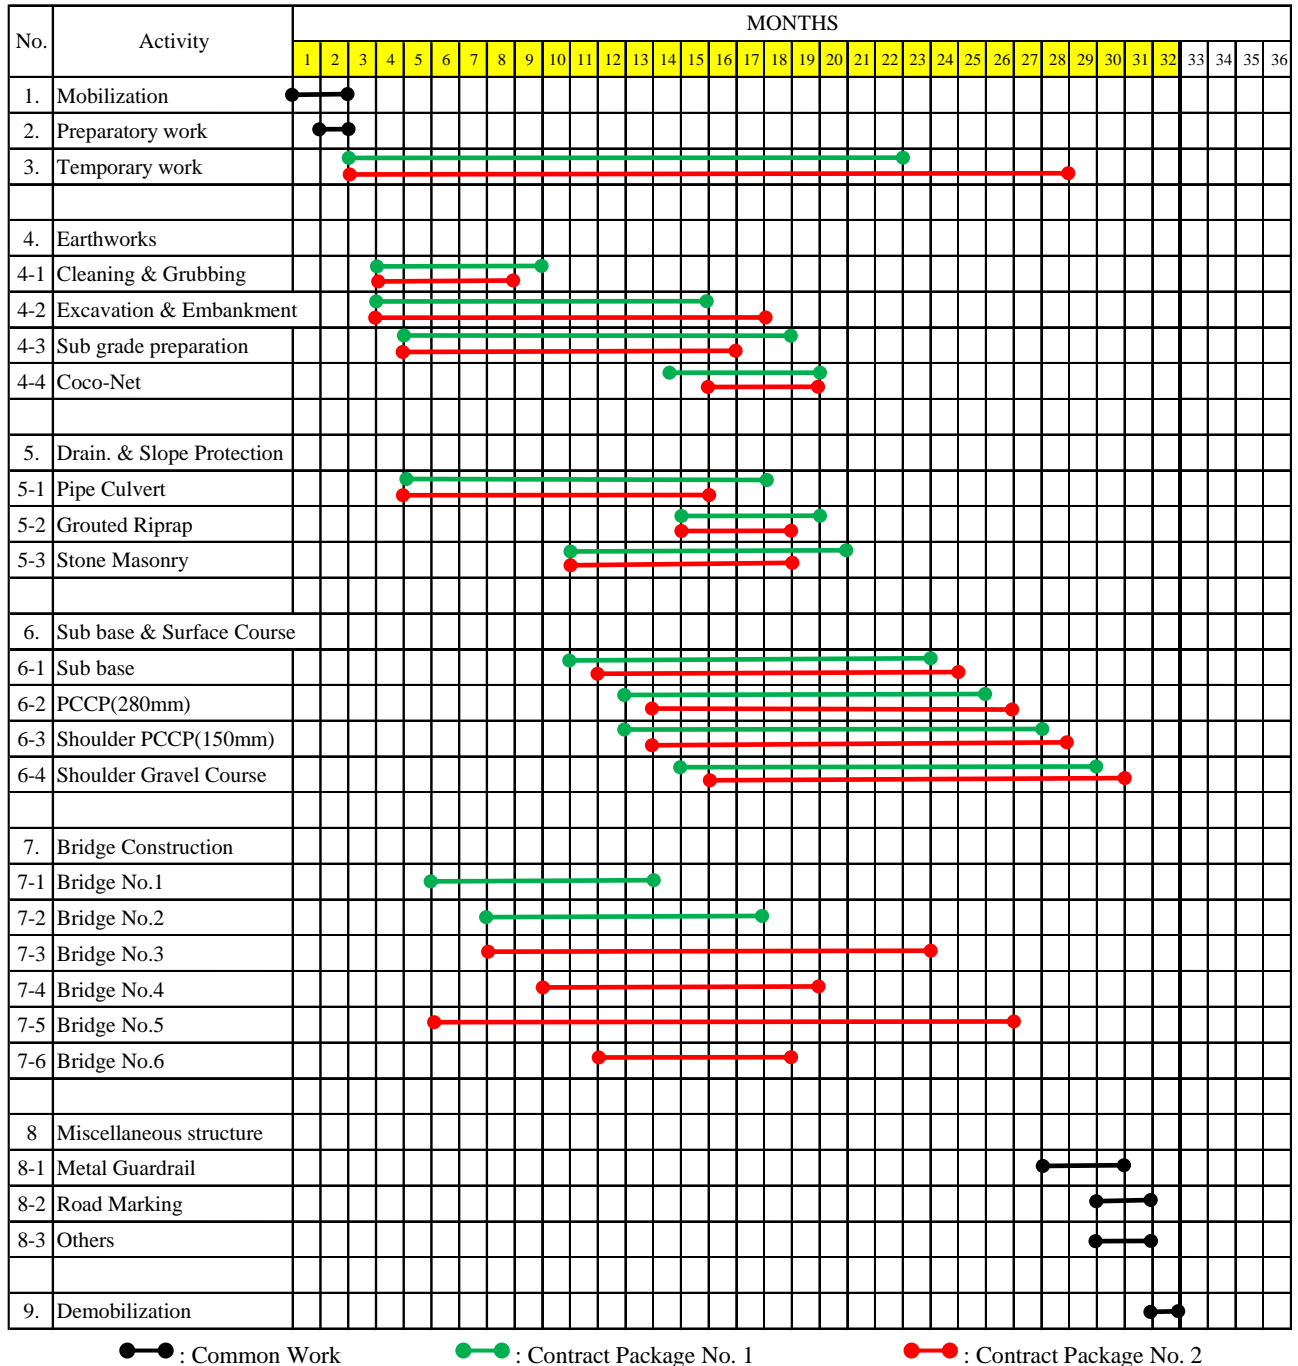 MONTHS
No. Activity
1 2 3 4 5 6 7 8 9 10 11 12 13 14 15 16 17 18 19 20 21 22 23 24 25 26 27 28 29 30 31 32 33 34 35 36
1. Mobilization
2. Preparatory work
3. Temporary work
4. Earthworks
4-1 Cleaning & Grubbing
4-2 Excavation & Embankment
4-3 Sub grade preparation
4-4 Coco-Net
5. Drain. & Slope Protection
5-1 Pipe Culvert
5-2 Grouted Riprap
5-3 Stone Masonry
6. Sub base & Surface Course
6-1 Sub base
6-2 PCCP(280mm)
6-3 Shoulder PCCP(150mm)
6-4 Shoulder Gravel Course
7. Bridge Construction
7-1 Bridge No.1
7-2 Bridge No.2
7-3 Bridge No.3
7-4 Bridge No.4
7-5 Bridge No.5
7-6 Bridge No.6
8 Miscellaneous structure
8-1 Metal Guardrail
8-2 Road Marking
8-3 Others
9. Demobilization
: Common Work : Contract Package No. 1 : Contract Package No. 2